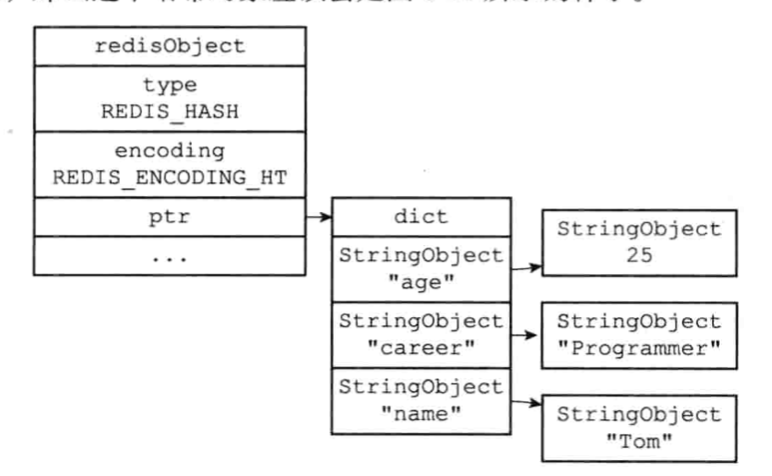 redisObject
type
REDIS_HASH
encoding
REDIS_ENCODING_HT
ptr
...
dict
StringObject
"age"
StringObject
"career"
StringObject
"name"
StringObject
25
StringObject
"Programmer"
StringObject
"Tom"